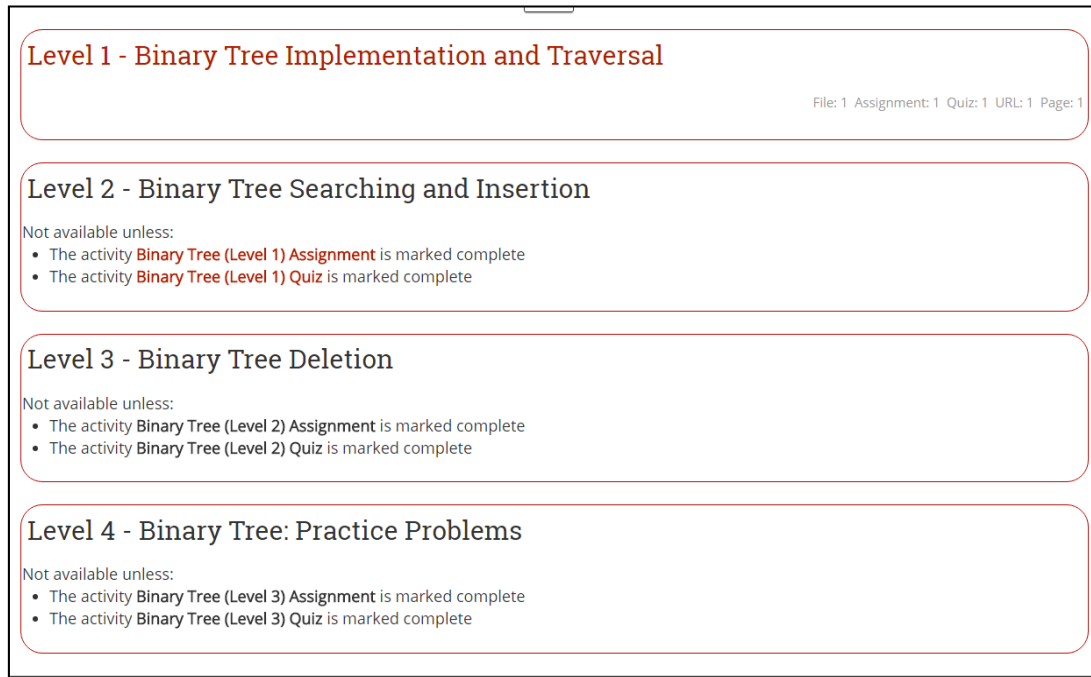 Level 1 - Binary Tree Implementation and Traversal
File: 1 Assignment: 1 Quiz: 1 URL: 1 Page: 1
Level 2 - Binary Tree Searching and Insertion
Not available unless:
• The activity Binary Tree (Level 1) Assignment is marked complete
• The activity Binary Tree (Level 1) Quiz is marked complete
Level 3 - Binary Tree Deletion
Not available unless:
• The activity Binary Tree (Level 2) Assignment is marked complete
• The activity Binary Tree (Level 2) Quiz is marked complete
Level 4 - Binary Tree: Practice Problems
Not available unless:
• The activity Binary Tree (Level 3) Assignment is marked complete
• The activity Binary Tree (Level 3) Quiz is marked complete